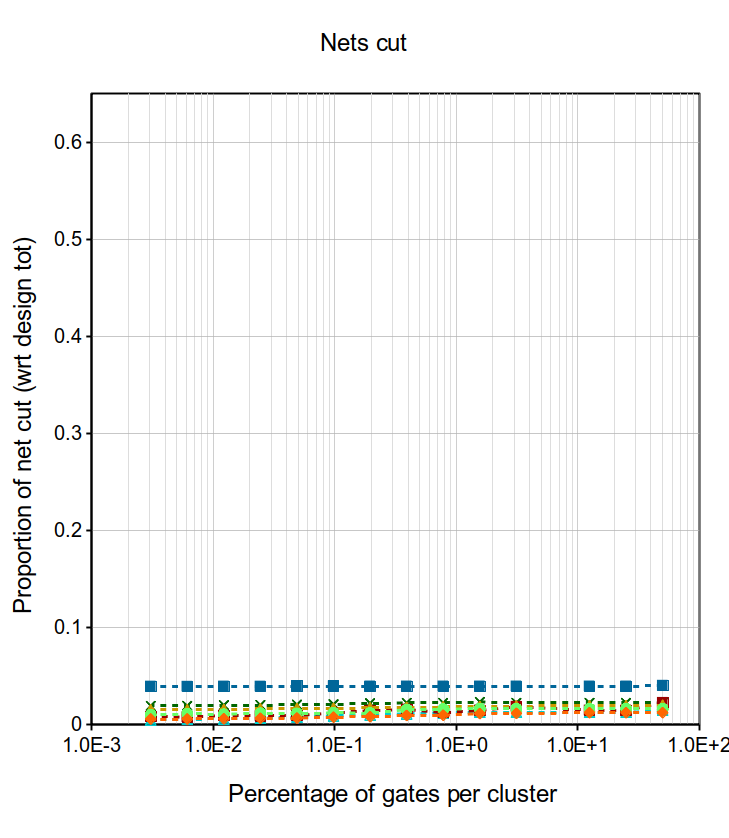 Nets cut
Proportion of net cut (wrt design tot)
0.6
0.5
0.4
0.3
0.2
0.1
0
1.0E-3 1.0E-2 1.0E-1 1.0E+0 1.0E+1 1.0E+2
Percentage of gates per cluster